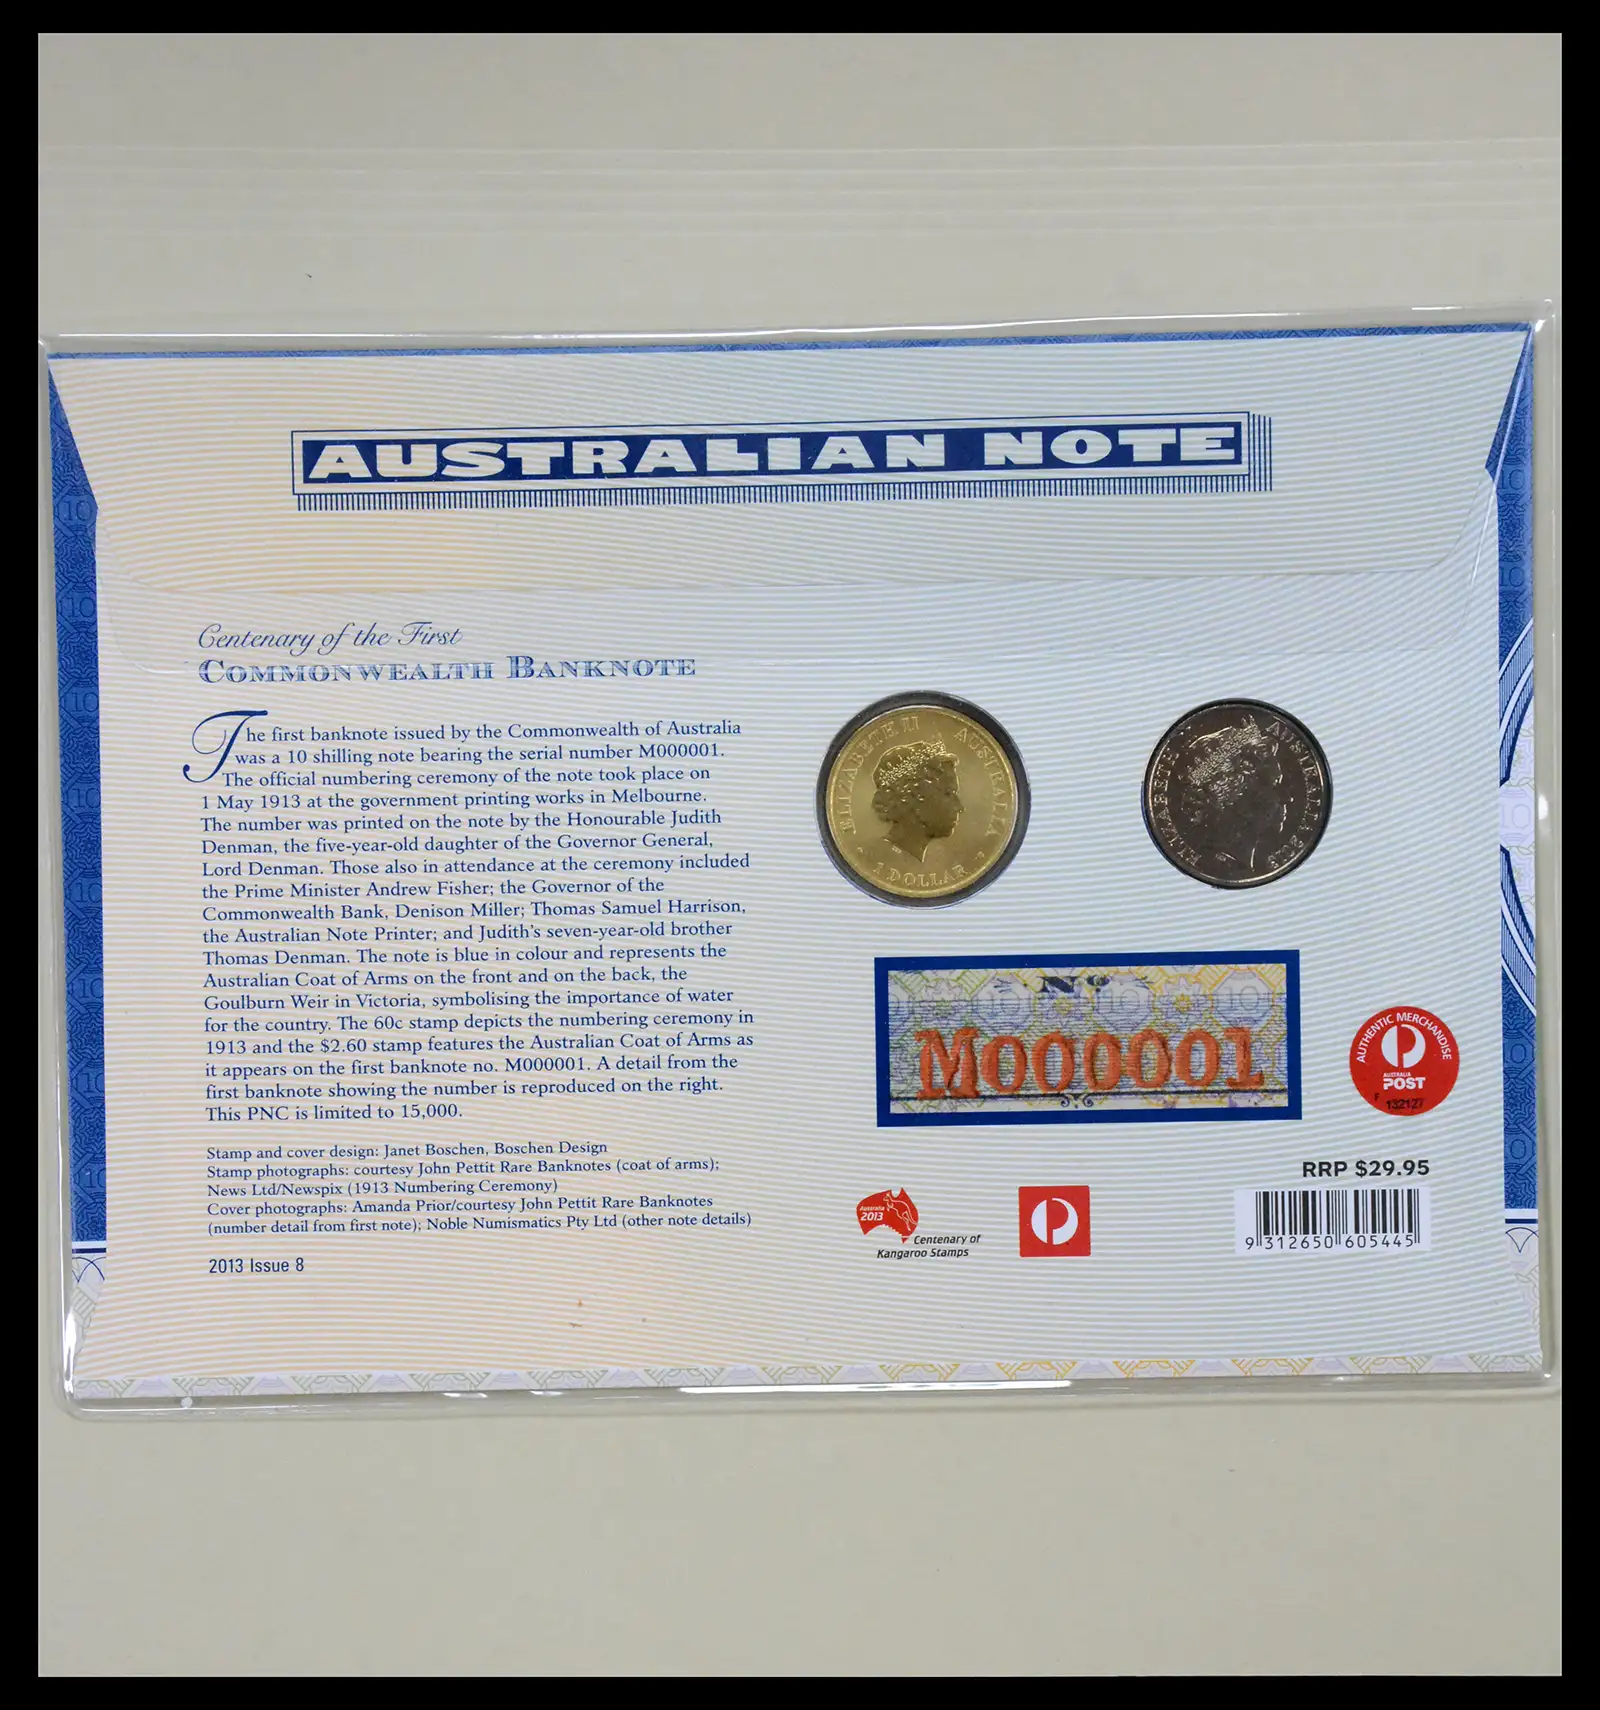 AUSTRALIAN NOTE
Centenary of the First
COMMONWEALTH BANKNOTE
The first banknote issued by the Commonwealth of Australia
was a 10 shilling note bearing the serial number M000001.
The official numbering ceremony of the note took place on
1 May 1913 at the government printing works in Melbourne.
The number was printed on the note by the Honourable Judith
Denman, the five-year-old daughter of the Governor General,
Lord Denman. Those also in attendance at the ceremony included
the Prime Minister Andrew Fisher; the Governor of the
Commonwealth Bank, Denison Miller; Thomas Samuel Harrison,
the Australian Note Printer; and Judith's seven-year-old brother
Thomas Denman. The note is blue in colour and represents the
Australian Coat of Arms on the front and on the back, the
Goulburn Weir in Victoria, symbolising the importance of water
for the country. The 60c stamp depicts the numbering ceremony in
1913 and the $2.60 stamp features the Australian Coat of Arms as
it appears on the first banknote no. M000001. A detail from the
first banknote showing the number is reproduced on the right.
This PNC is limited to 15,000.
Stamp and cover design: Janet Boschen, Boschen Design
Stamp photographs: courtesy John Pettit Rare Banknotes (coat of arms);
News Ltd/Newspix (1913 Numbering Ceremony)
Cover photographs: Amanda Prior/courtesy John Pettit Rare Banknotes
(number detail from first note); Noble Numismatics Pty Ltd (other note details)
2013 Issue 8
ELIZABETH II AUSTRALIA
1 DOLLAR
ELIZABETH II AUSTRALIA 2013
No
M000001
AUTHENTIC MERCHANDISE
AUSTRALIA
POST
F
132127
Australia
2013
Centenary of
Kangaroo Stamps
RRP $29.95
9 312650 605445